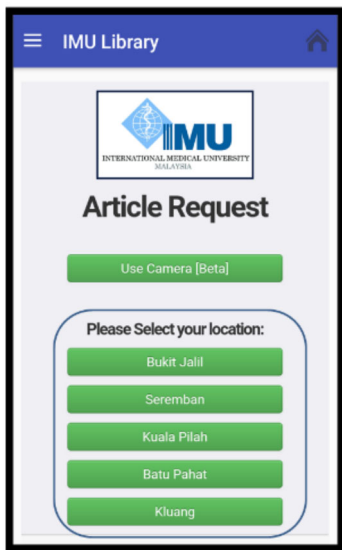 IMU Library
IMU
INTERNATIONAL MEDICAL UNIVERSITY
MALAYSIA
Article Request
Use Camera [Beta]
Please Select your location:
Bukit Jalil
Seremban
Kuala Pilah
Batu Pahat
Kluang